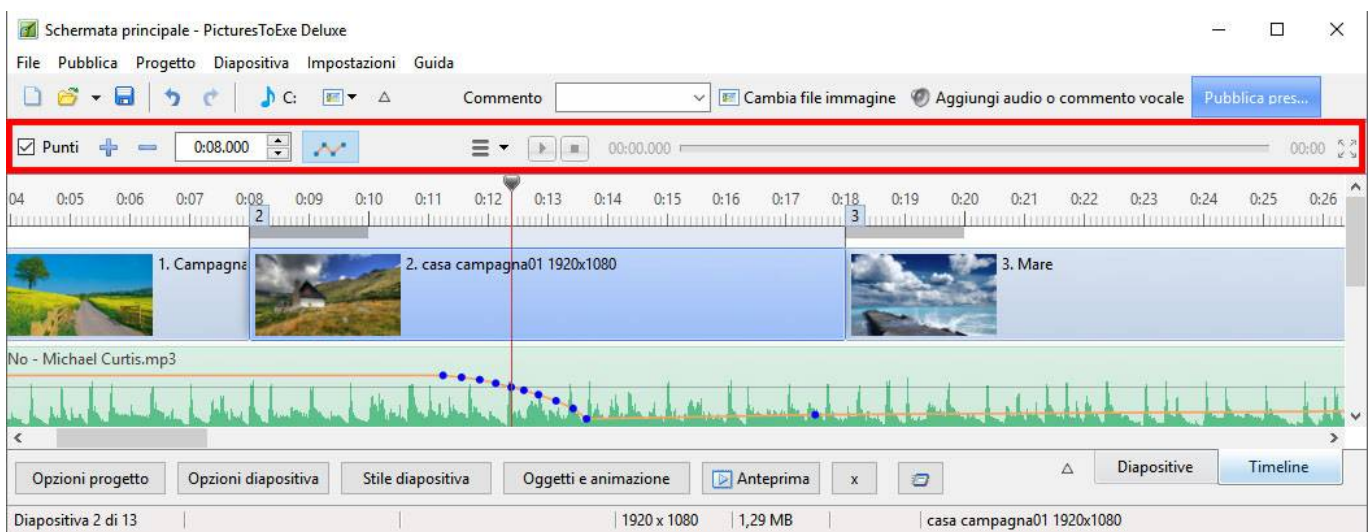 Schermata principale - PicturesToExe Deluxe
File Pubblica Progetto Diapositiva Impostazioni Guida
C: Commento Cambia file immagine Aggiungi audio o commento vocale Pubblica pres...
Punti 0:08.000 00:00.000 00:00
04 0:05 0:06 0:07 0:08 0:09 0:10 0:11 0:12 0:13 0:14 0:15 0:16 0:17 0:18 0:19 0:20 0:21 0:22 0:23 0:24 0:25 0:26
2 3
1. Campagna 2. casa campagna01 1920x1080 3. Mare
No - Michael Curtis.mp3
Opzioni progetto Opzioni diapositiva Stile diapositiva Oggetti e animazione Anteprima x Diapositive Timeline
Diapositiva 2 di 13 1920 x 1080 1,29 MB casa campagna01 1920x1080